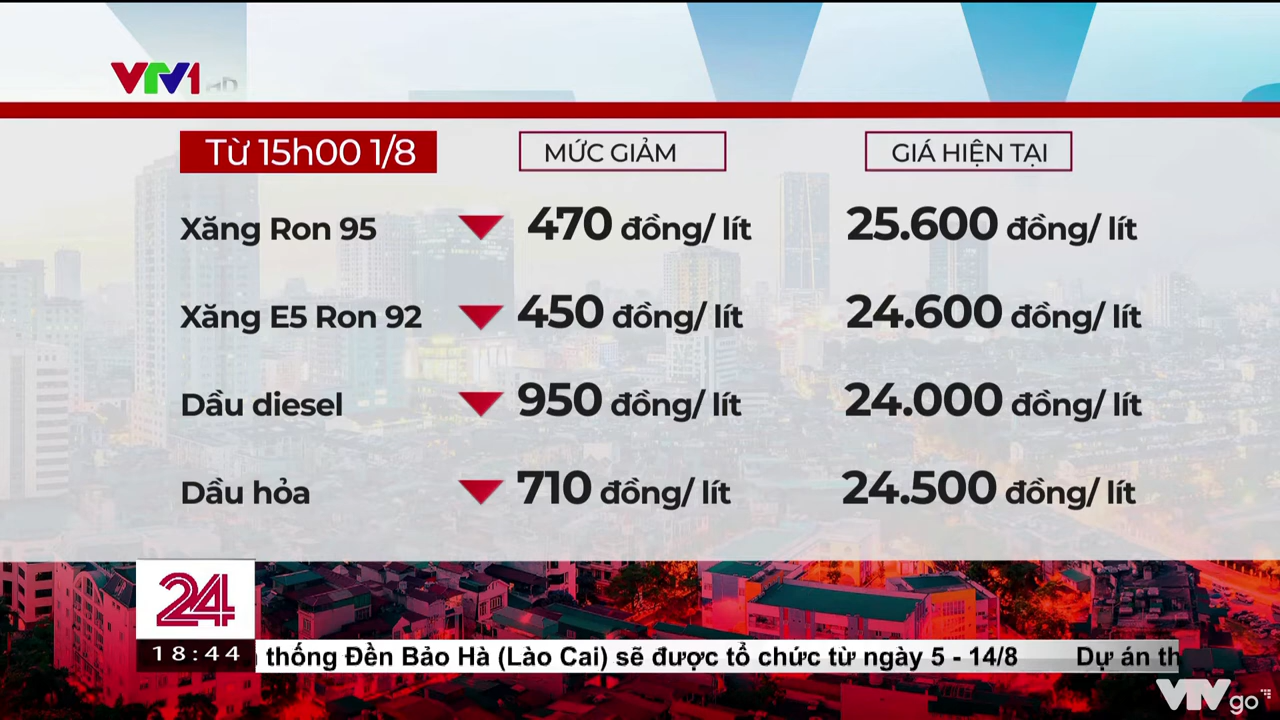 VTV1 HD
Từ 15h00 1/8 MỨC GIẢM GIÁ HIỆN TẠI
Xăng Ron 95 470 đồng/ lít 25.600 đồng/ lít
Xăng E5 Ron 92 450 đồng/ lít 24.600 đồng/ lít
Dầu diesel 950 đồng/ lít 24.000 đồng/ lít
Dầu hỏa 710 đồng/ lít 24.500 đồng/ lít
24
18:44 thống Đền Bảo Hà (Lào Cai) sẽ được tổ chức từ ngày 5 - 14/8 Dự án th
VTV go